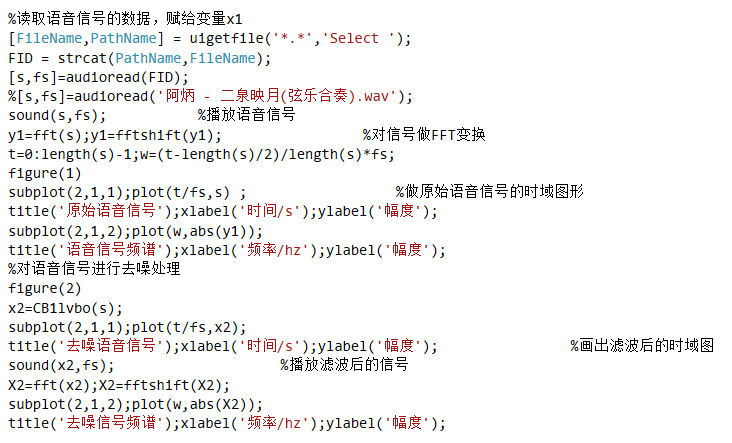 %读取语音信号的数据，赋给变量x1
[FileName,PathName] = uigetfile('*.*','Select ');
FID = strcat(PathName,FileName);
[s,fs]=audioread(FID);
%[s,fs]=audioread('阿炳 - 二泉映月(弦乐合奏).wav');
sound(s,fs); %播放语音信号
y1=fft(s);y1=fftshift(y1); %对信号做FFT变换
t=0:length(s)-1;w=(t-length(s)/2)/length(s)*fs;
figure(1)
subplot(2,1,1);plot(t/fs,s) ; %做原始语音信号的时域图形
title('原始语音信号');xlabel('时间/s');ylabel('幅度');
subplot(2,1,2);plot(w,abs(y1));
title('语音信号频谱');xlabel('频率/hz');ylabel('幅度');
%对语音信号进行去噪处理
figure(2)
x2=CBllvbo(s);
subplot(2,1,1);plot(t/fs,x2);
title('去噪语音信号');xlabel('时间/s');ylabel('幅度'); %画出滤波后的时域图
sound(x2,fs); %播放滤波后的信号
X2=fft(x2);X2=fftshift(X2);
subplot(2,1,2);plot(w,abs(X2));
title('去噪信号频谱');xlabel('频率/hz');ylabel('幅度');